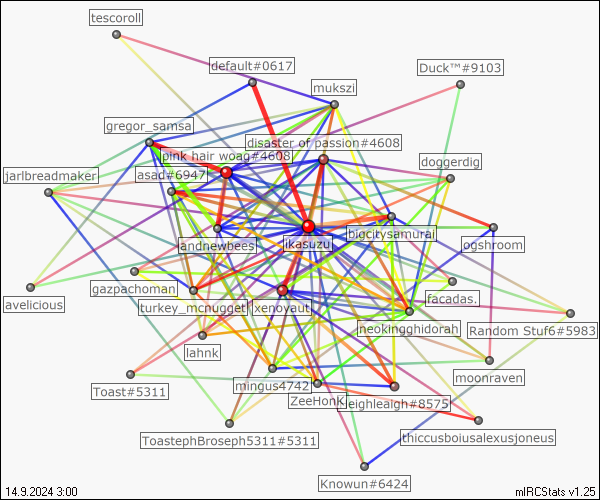 tescoroll
default#0617
Duck™#9103
mukszi
gregor_samsa
disaster of passion#4608
pink hair woag#4608
doggerdig
jarlbreadmaker
asad#6947
andnewbees
ikasuzu
bigcitysamurai
ogshroom
gazpachoman
avelicious
turkey_mcnugget
xenovaut
facadas.
neokingghidorah
Random Stuf6#5983
lahnk
moonraven
mingus4742
Toast#5311
ZeeHonk
leighleaigh#8575
ToastephBroseph5311#5311
thiccusboiusalexusjoneus
Knowun#6424
14.9.2024 3:00
mIRCStats v1.25